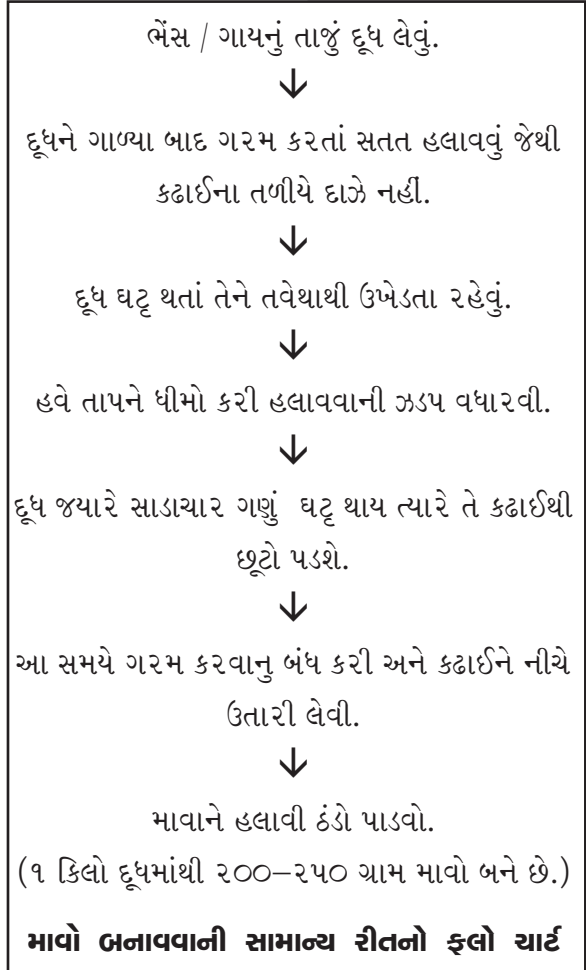 ભેંસ / ગાયનું તાજું દૂધ લેવું.
↓
દૂધને ગાળ્યા બાદ ગરમ કરતાં સતત હલાવવું જેથી
કઢાઈના તળીયે દાઝે નહીં.
↓
દૂધ ઘટ્ટ થતાં તેને તવેથાથી ઉખેડતા રહેવું.
↓
હવે તાપને ધીમો કરી હલાવવાની ઝડપ વધારવી.
↓
દૂધ જયારે સાડાચાર ગણું ઘટ્ટ થાય ત્યારે તે કઢાઈથી
છૂટો પડશે.
↓
આ સમયે ગરમ કરવાનુ બંધ કરી અને કઢાઈને નીચે
ઉતારી લેવી.
↓
માવાને હલાવી ઠંડો પાડવો.
(૧ કિલો દૂધમાંથી ૨૦૦–૨૫૦ ગ્રામ માવો બને છે.)
માવો બનાવવાની સામાન્ય રીતનો ફલો ચાર્ટ